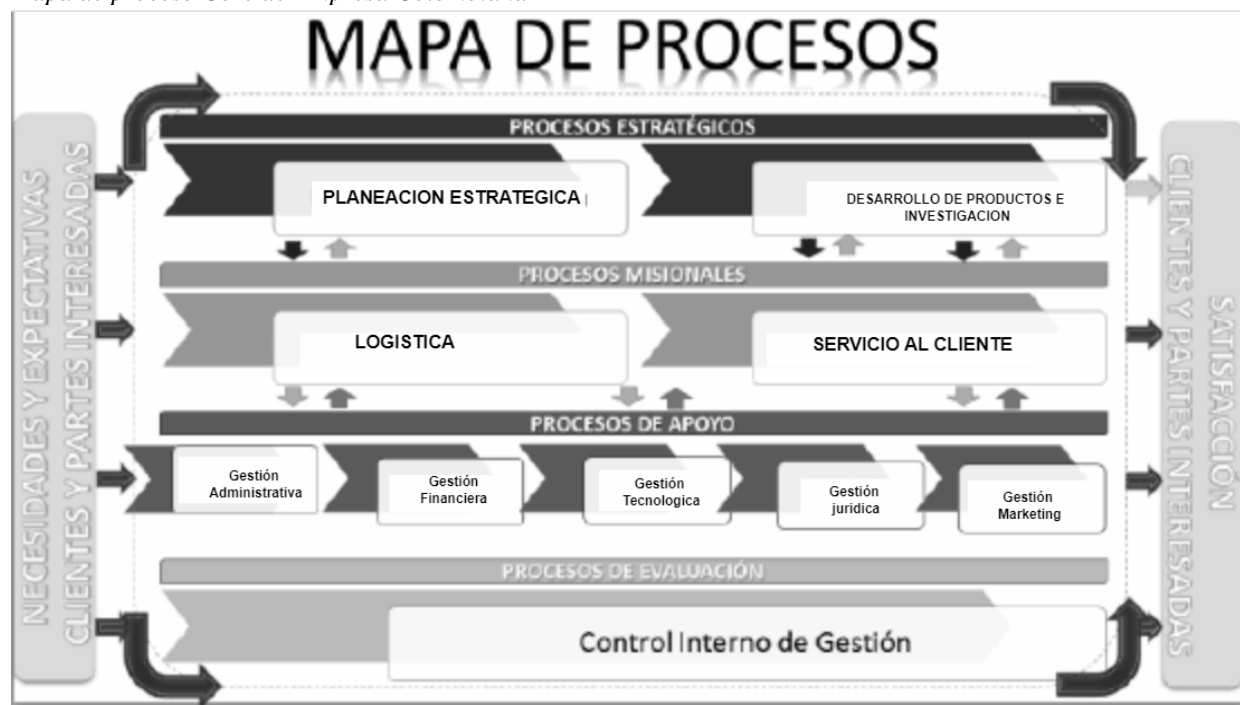 MAPA DE PROCESOS
NECESIDADES Y EXPECTATIVAS
CLIENTES Y PARTES INTERESADAS
PROCESOS ESTRATÉGICOS
PLANEACION ESTRATEGICA
DESARROLLO DE PRODUCTOS E
INVESTIGACION
PROCESOS MISIONALES
LOGISTICA
SERVICIO AL CLIENTE
PROCESOS DE APOYO
Gestión
Administrativa
Gestión
Financiera
Gestión
Tecnologica
Gestión
juridica
Gestión
Marketing
PROCESOS DE EVALUACIÓN
Control Interno de Gestión
SATISFACCIÓN
CLIENTES Y PARTES INTERESADAS